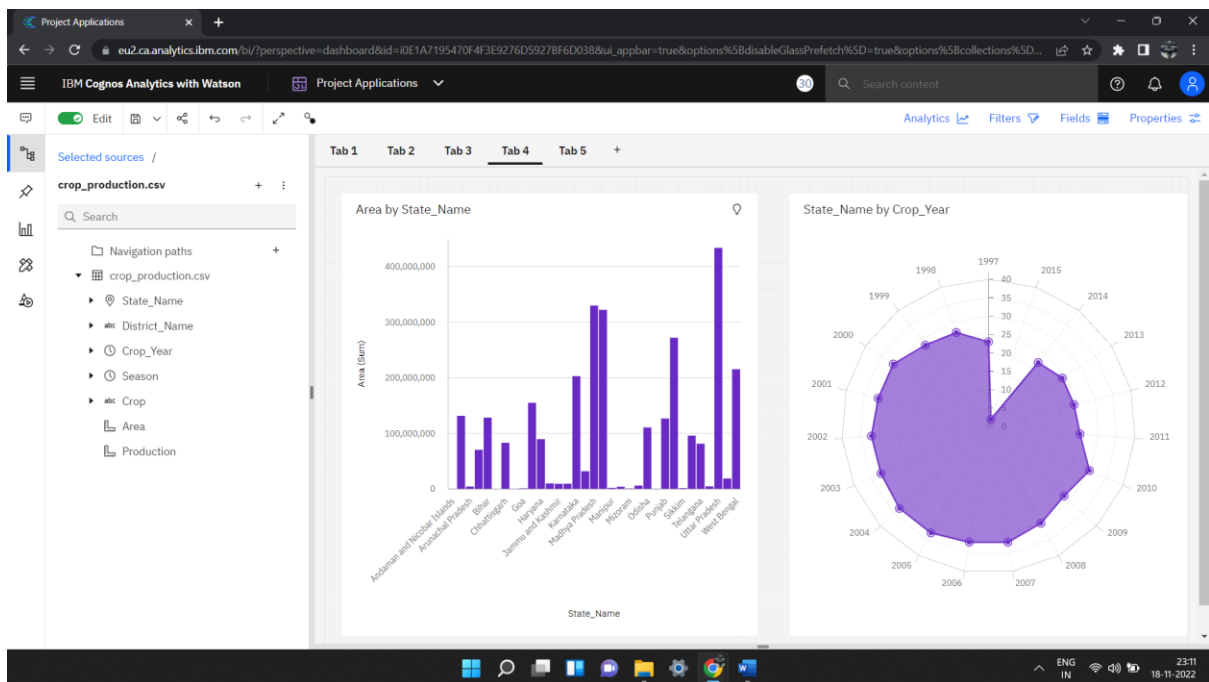 Project Applications
eu2.ca.analytics.ibm.com/bi/?perspective=dashboard&id=i0E1A7195470F4F3E9276D5927BF6D038&ui_appbar=true&options%5BdisableGlassPrefetch%5D=true&options%5Bcollections%5D...
IBM Cognos Analytics with Watson Project Applications 30 Search content
Edit Analytics Filters Fields Properties
Selected sources /
Tab 1 Tab 2 Tab 3 Tab 4 Tab 5 +
crop_production.csv
Search
Navigation paths
crop_production.csv
State_Name
abc District_Name
Crop_Year
Season
abc Crop
Area
Production
Area by State_Name
400,000,000
300,000,000
200,000,000
100,000,000
0
Area (Sum)
Andaman and Nicobar Islands
Arunachal Pradesh
Bihar
Chhattisgarh
Goa
Haryana
Jammu and Kashmir
Karnataka
Madhya Pradesh
Manipur
Mizoram
Odisha
Punjab
Sikkim
Telangana
Uttar Pradesh
West Bengal
State_Name
State_Name by Crop_Year
1997
2015
2014
2013
2012
2011
2010
2009
2008
2007
2006
2005
2004
2003
2002
2001
2000
1999
1998
40
35
30
25
20
15
10
5
0
ENG
IN
23:11
18-11-2022